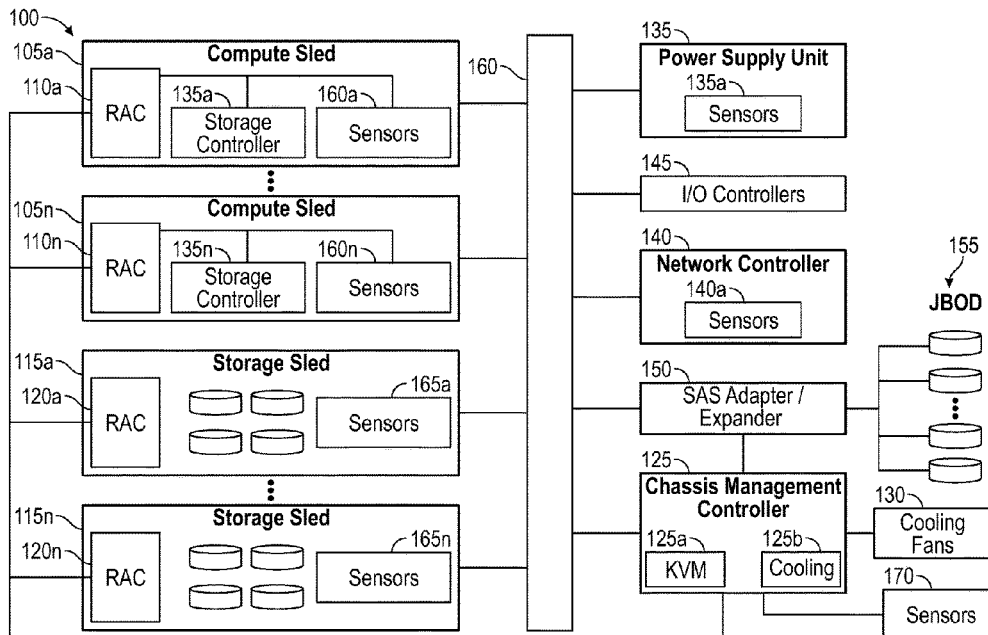 100
105a
Compute Sled
110a
RAC
135a
Storage
Controller
160a
Sensors
105n
Compute Sled
110n
RAC
135n
Storage
Controller
160n
Sensors
115a
Storage Sled
120a
RAC
165a
Sensors
115n
Storage Sled
120n
RAC
165n
Sensors
160
135
Power Supply Unit
135a
Sensors
145
I/O Controllers
140
Network Controller
140a
Sensors
155
JBOD
150
SAS Adapter /
Expander
125
Chassis Management
Controller
125a
KVM
125b
Cooling
130
Cooling
Fans
170
Sensors